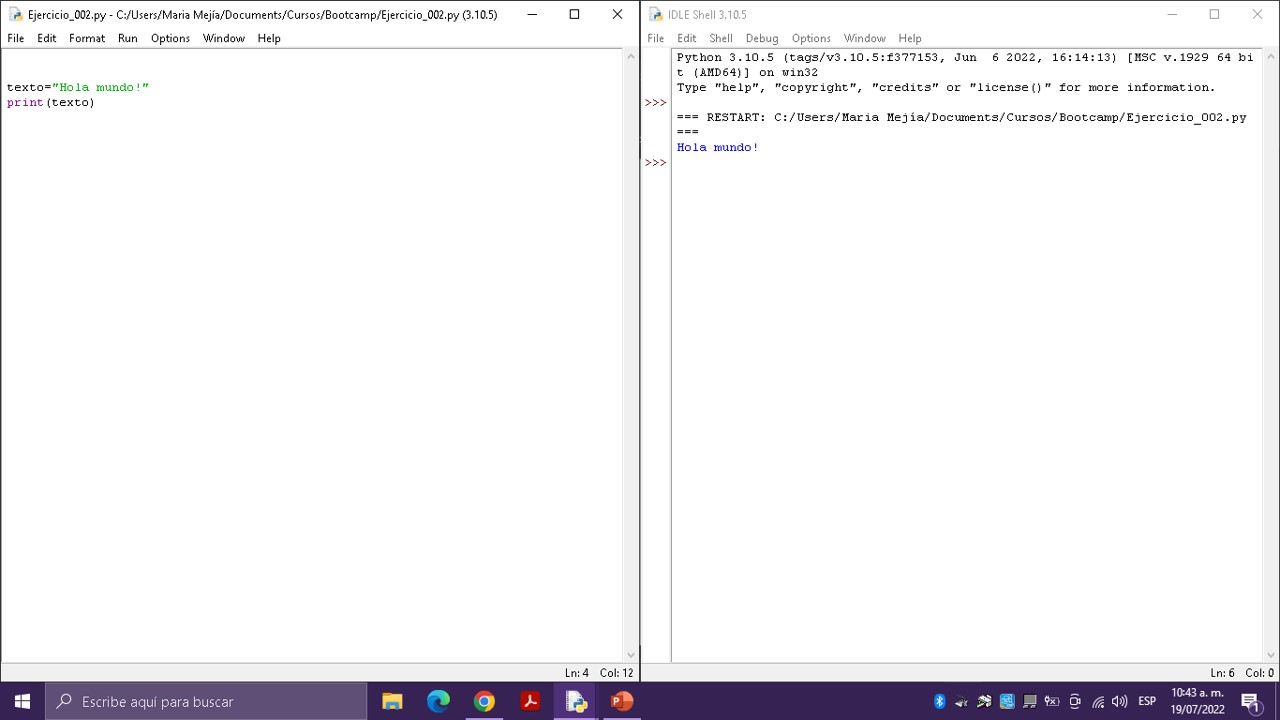 Ejercicio_002.py - C:/Users/Maria Mejía/Documents/Cursos/Bootcamp/Ejercicio_002.py (3.10.5)
File Edit Format Run Options Window Help
texto="Hola mundo!"
print(texto)
Ln: 4 Col: 12
IDLE Shell 3.10.5
File Edit Shell Debug Options Window Help
Python 3.10.5 (tags/v3.10.5:f377153, Jun  6 2022, 16:14:13) [MSC v.1929 64 bi
t (AMD64)] on win32
Type "help", "copyright", "credits" or "license()" for more information.
>>>
=== RESTART: C:/Users/Maria Mejía/Documents/Cursos/Bootcamp/Ejercicio_002.py
===
Hola mundo!
>>>
Ln: 6 Col: 0
Escribe aquí para buscar
ESP
10:43 a. m.
19/07/2022
1